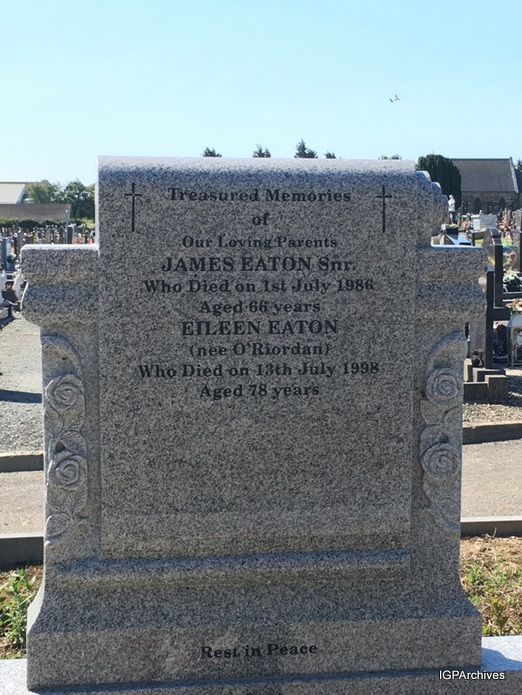 Treasured Memories
of
Our Loving Parents
JAMES EATON Snr.
Who Died on 1st July 1986
Aged 66 years
EILEEN EATON
(nee O'Riordan)
Who Died on 13th July 1998
Aged 78 years
Rest in Peace
IGPArchives